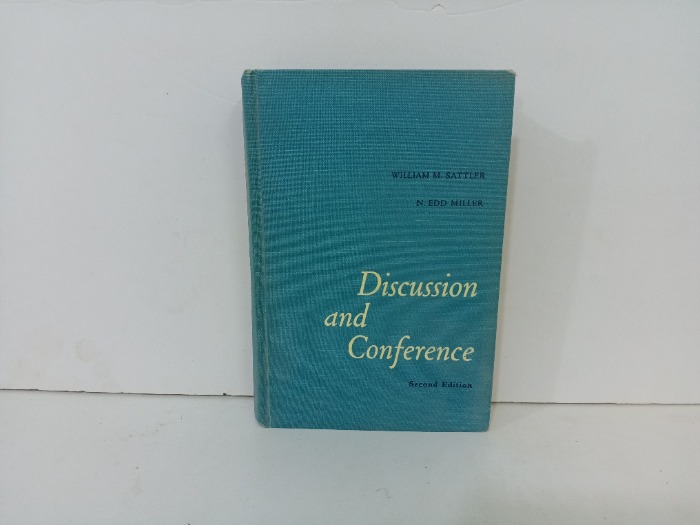 WILLIAM M. SATTLER
N. EDD MILLER
Discussion
and
Conference
Second Edition